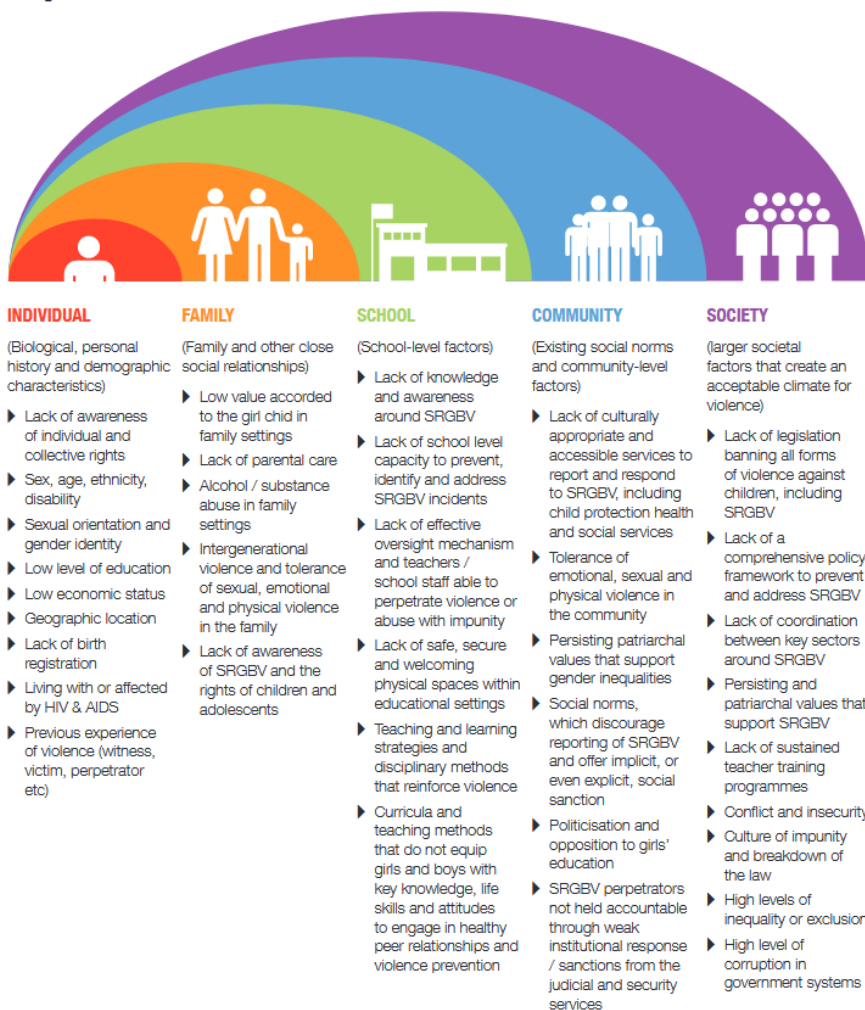 INDIVIDUAL
(Biological, personal
history and demographic
characteristics)
Lack of awareness
of individual and
collective rights
Sex, age, ethnicity,
disability
Sexual orientation and
gender identity
Low level of education
Low economic status
Geographic location
Lack of birth
registration
Living with or affected
by HIV & AIDS
Previous experience
of violence (witness,
victim, perpetrator
etc)
FAMILY
(Family and other close
social relationships)
Low value accorded
to the girl chid in
family settings
Lack of parental care
Alcohol / substance
abuse in family
settings
Intergenerational
violence and tolerance
of sexual, emotional
and physical violence
in the family
Lack of awareness
of SRGBV and the
rights of children and
adolescents
SCHOOL
(School-level factors)
Lack of knowledge
and awareness
around SRGBV
Lack of school level
capacity to prevent,
identify and address
SRGBV incidents
Lack of effective
oversight mechanism
and teachers /
school staff able to
perpetrate violence or
abuse with impunity
Lack of safe, secure
and welcoming
physical spaces within
educational settings
Teaching and learning
strategies and
disciplinary methods
that reinforce violence
Curricula and
teaching methods
that do not equip
girls and boys with
key knowledge, life
skills and attitudes
to engage in healthy
peer relationships and
violence prevention
COMMUNITY
(Existing social norms
and community-level
factors)
Lack of culturally
appropriate and
accessible services to
report and respond
to SRGBV, including
child protection health
and social services
Tolerance of
emotional, sexual and
physical violence in
the community
Persisting patriarchal
values that support
gender inequalities
Social norms,
which discourage
reporting of SRGBV
and offer implicit, or
even explicit, social
sanction
Politicisation and
opposition to girls'
education
SRGBV perpetrators
not held accountable
through weak
institutional response
/ sanctions from the
judicial and security
services
SOCIETY
(larger societal
factors that create an
acceptable climate for
violence)
Lack of legislation
banning all forms
of violence against
children, including
SRGBV
Lack of a
comprehensive policy
framework to prevent
and address SRGBV
Lack of coordination
between key sectors
around SRGBV
Persisting and
patriarchal values that
support SRGBV
Lack of sustained
teacher training
programmes
Conflict and insecurity
Culture of impunity
and breakdown of
the law
High levels of
inequality or exclusion
High level of
corruption in
government systems